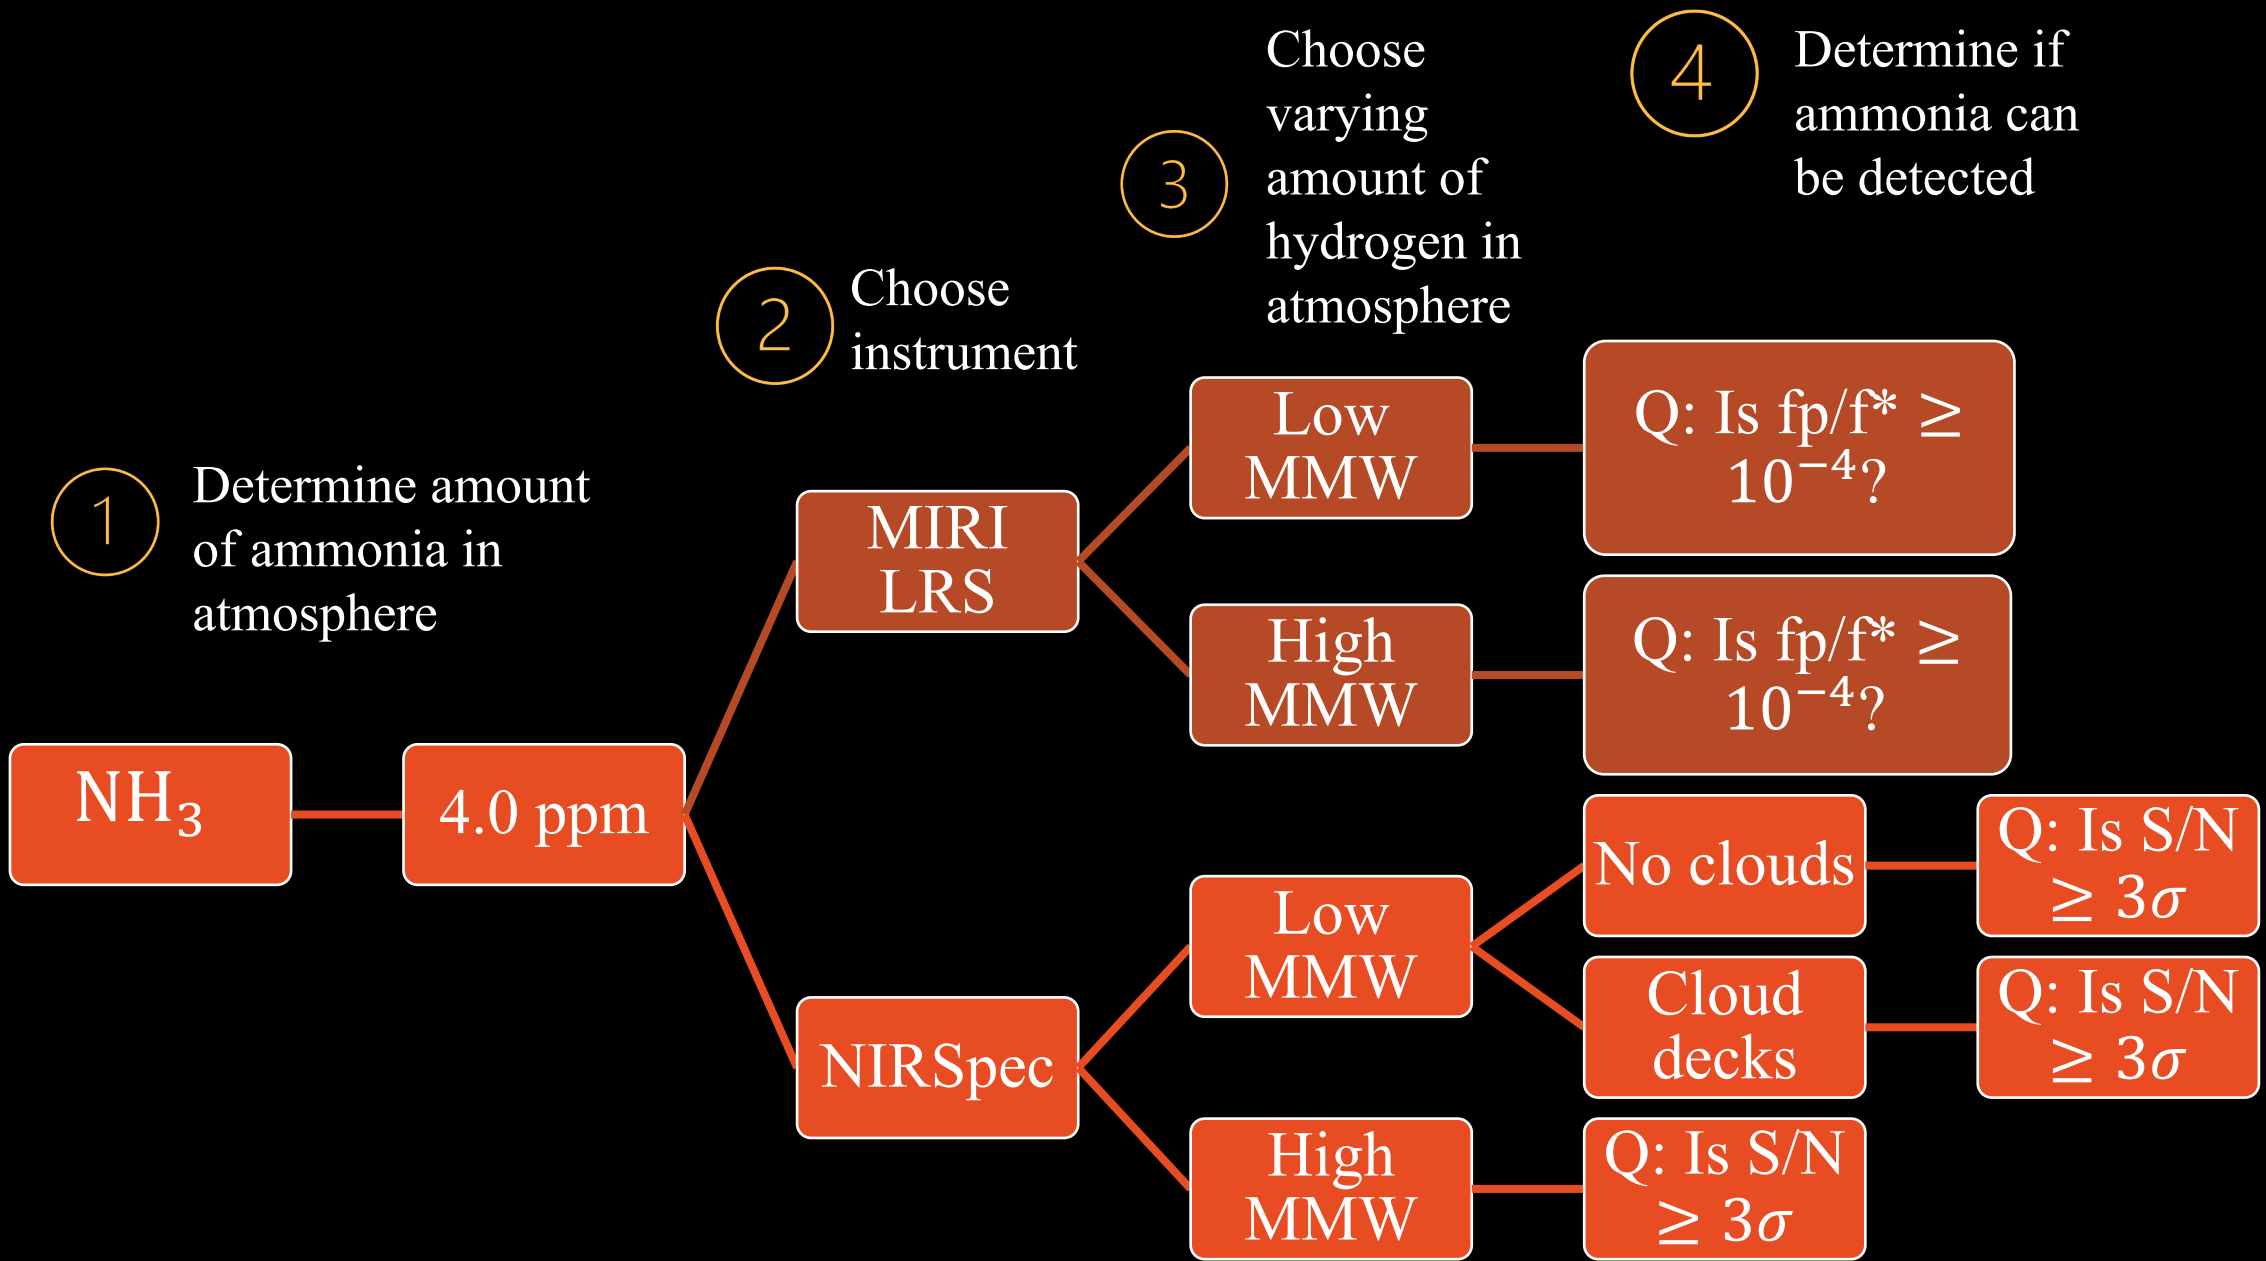 1
Determine amount
of ammonia in
atmosphere
2
Choose
instrument
3
Choose
varying
amount of
hydrogen in
atmosphere
4
Determine if
ammonia can
be detected
NH₃
4.0 ppm
MIRI
LRS
Low
MMW
Q: Is fp/f* ≥
10⁻⁴?
High
MMW
Q: Is fp/f* ≥
10⁻⁴?
NIRSpec
Low
MMW
No clouds
Q: Is S/N
≥ 3σ
Cloud
decks
Q: Is S/N
≥ 3σ
High
MMW
Q: Is S/N
≥ 3σ